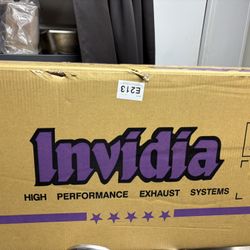 E213
Invidia
HIGH PERFORMANCE EXHAUST SYSTEMS